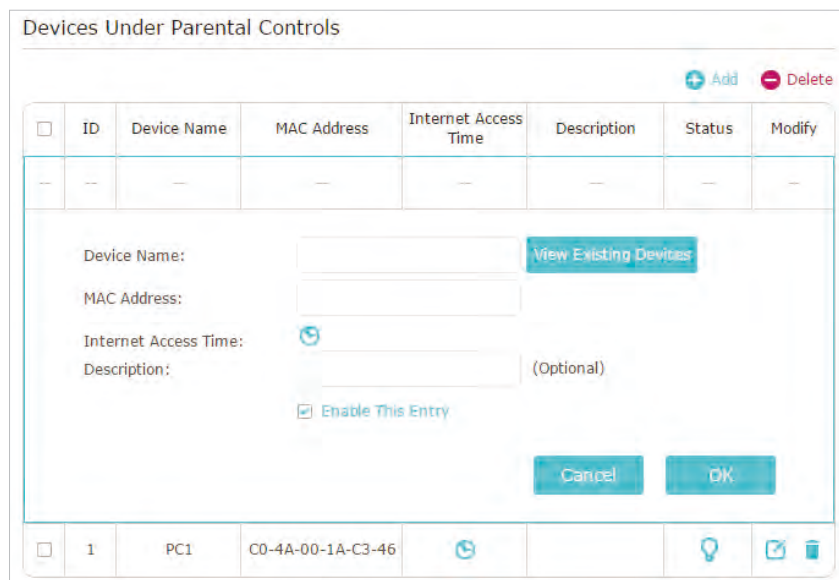 Devices Under Parental Controls
Add Delete
ID Device Name MAC Address Internet Access Time Description Status Modify
-- -- -- -- -- -- -- --
Device Name: View Existing Devices
MAC Address:
Internet Access Time:
Description: (Optional)
Enable This Entry
Cancel OK
1 PC1 C0-4A-00-1A-C3-46